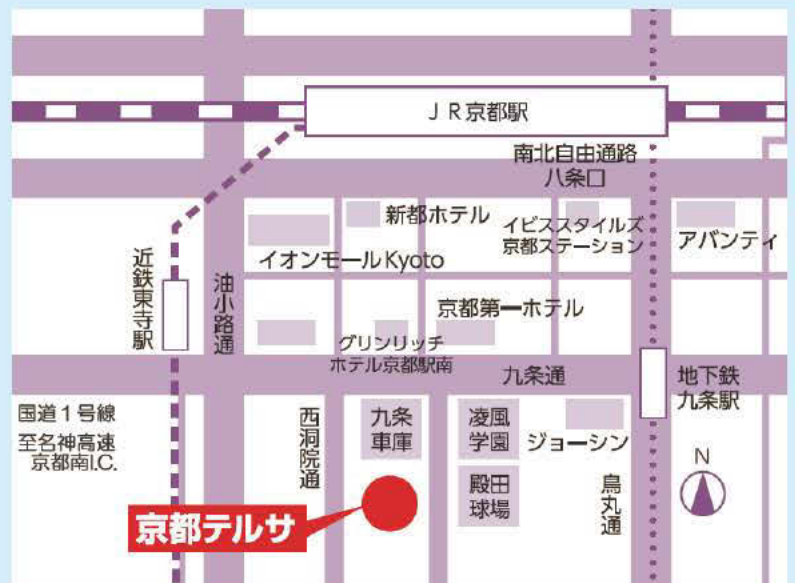 JR京都駅
南北自由通路
八条口
新都ホテル
イビススタイルズ
京都ステーション
アバンティ
イオンモールKyoto
近鉄東寺駅
油小路通
京都第一ホテル
グリンリッチ
ホテル京都駅南
九条通
地下鉄
九条駅
国道1号線
至名神高速
京都南I.C.
西洞院通
九条
車庫
凌風
学園
ジョーシン
殿田
球場
烏丸通
N
京都テルサ